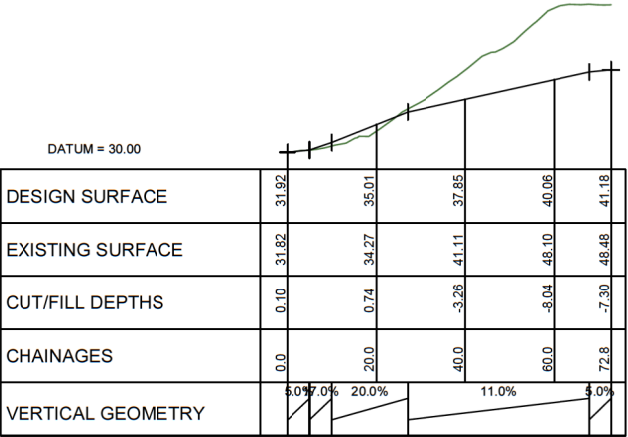 DATUM = 30.00
DESIGN SURFACE 31.92 35.01 37.85 40.06 41.18
EXISTING SURFACE 31.82 34.27 41.11 48.10 48.48
CUT/FILL DEPTHS 0.10 0.74 -3.26 -8.04 -7.30
CHAINAGES 0.0 20.0 40.0 60.0 72.8
5.0% 20.0% 11.0% 5.0%
VERTICAL GEOMETRY